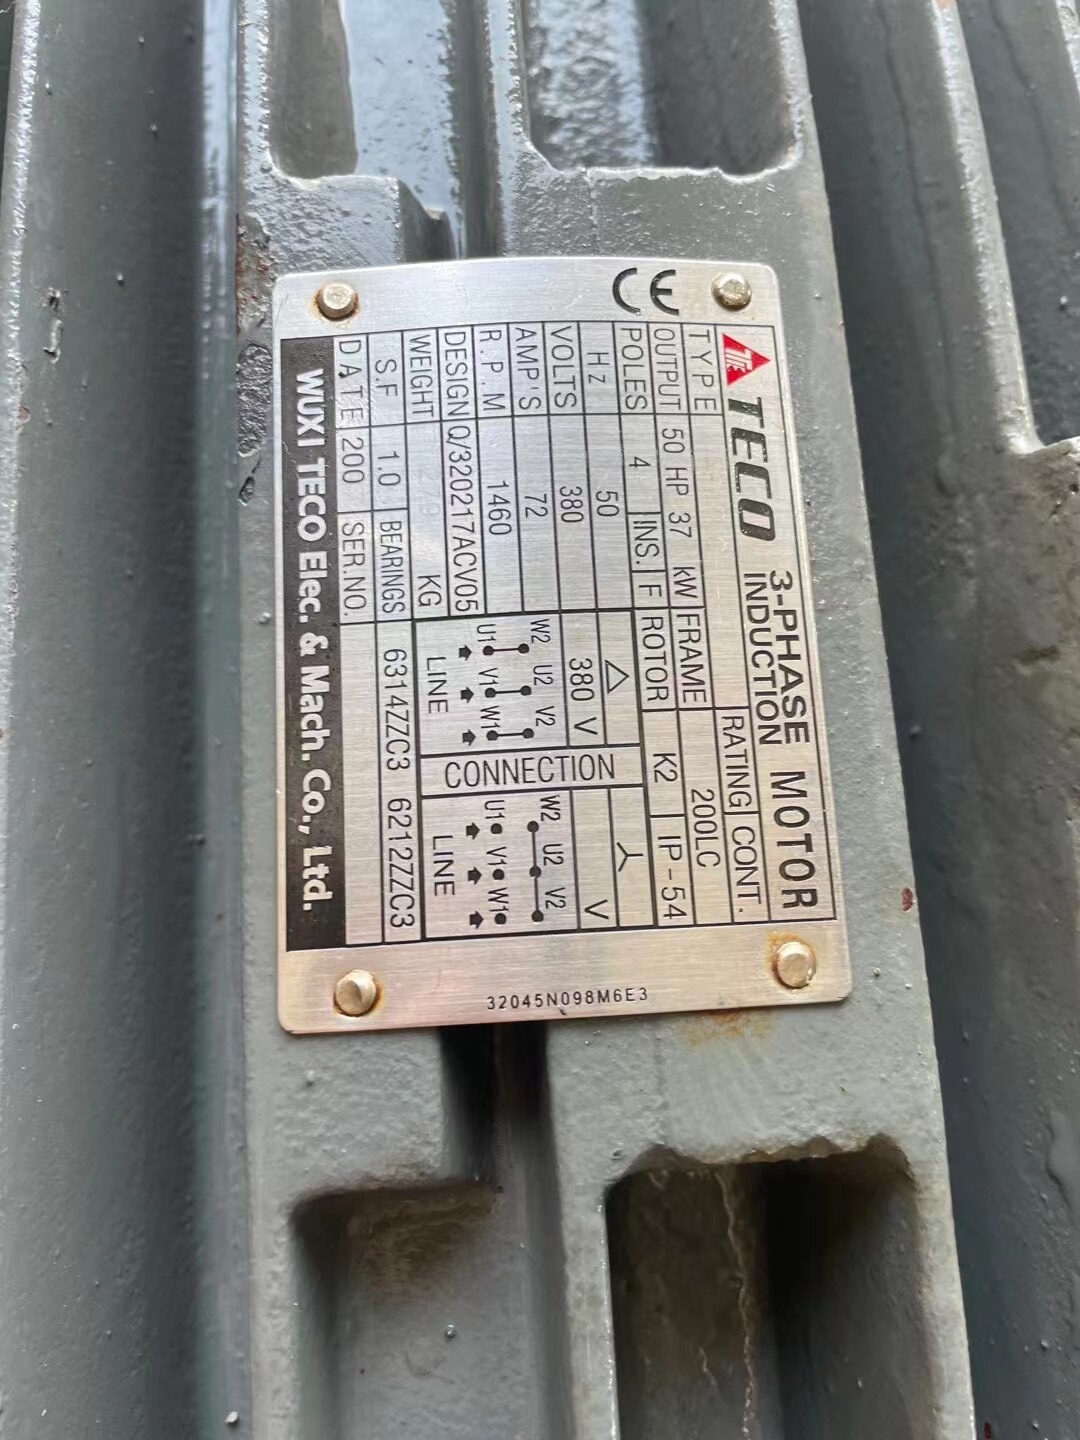 CE
TECO 3-PHASE INDUCTION MOTOR
TYPE RATING CONT.
OUTPUT 50 HP 37 kW FRAME 200LC
POLES 4 INS. F ROTOR K2 IP-54
Hz 50 △ 人
VOLTS 380 380 V V
AMP'S 72 W2 U2 V2 W2 U2 V2
R.P.M 1460 U1 V1 W1 CONNECTION U1 V1 W1
DESIGN Q/320217ACV05 LINE LINE
WEIGHT KG
S.F 1.0 BEARINGS 6314ZZC3 6212ZZC3
DATE 200 SER.NO.
WUXI TECO Elec. & Mach. Co., Ltd.
32045N098M6E3